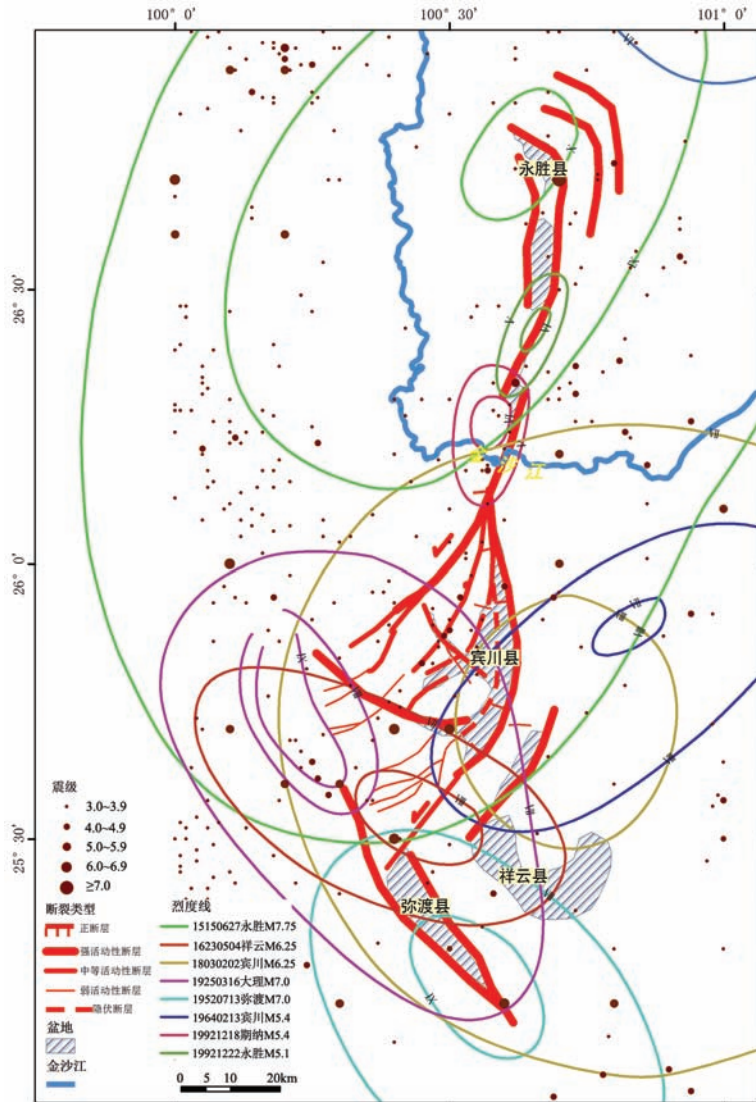 100° 0′ 100° 30′ 101° 0′
永胜县
26° 30′
26° 0′
宾川县
25° 30′
祥云县
弥渡县
震级
3.0~3.9
4.0~4.9
5.0~5.9
6.0~6.9
≥7.0
断裂类型
正断层
强活动性断层
中等活动性断层
弱活动性断层
隐伏断层
盆地
金沙江
烈度线
15150627永胜M7.75
16230504祥云M6.25
18030202宾川M6.25
19250316大理M7.0
19520713弥渡M7.0
19640213宾川M5.4
19921218期纳M5.4
19921222永胜M5.1
0 5 10 20km